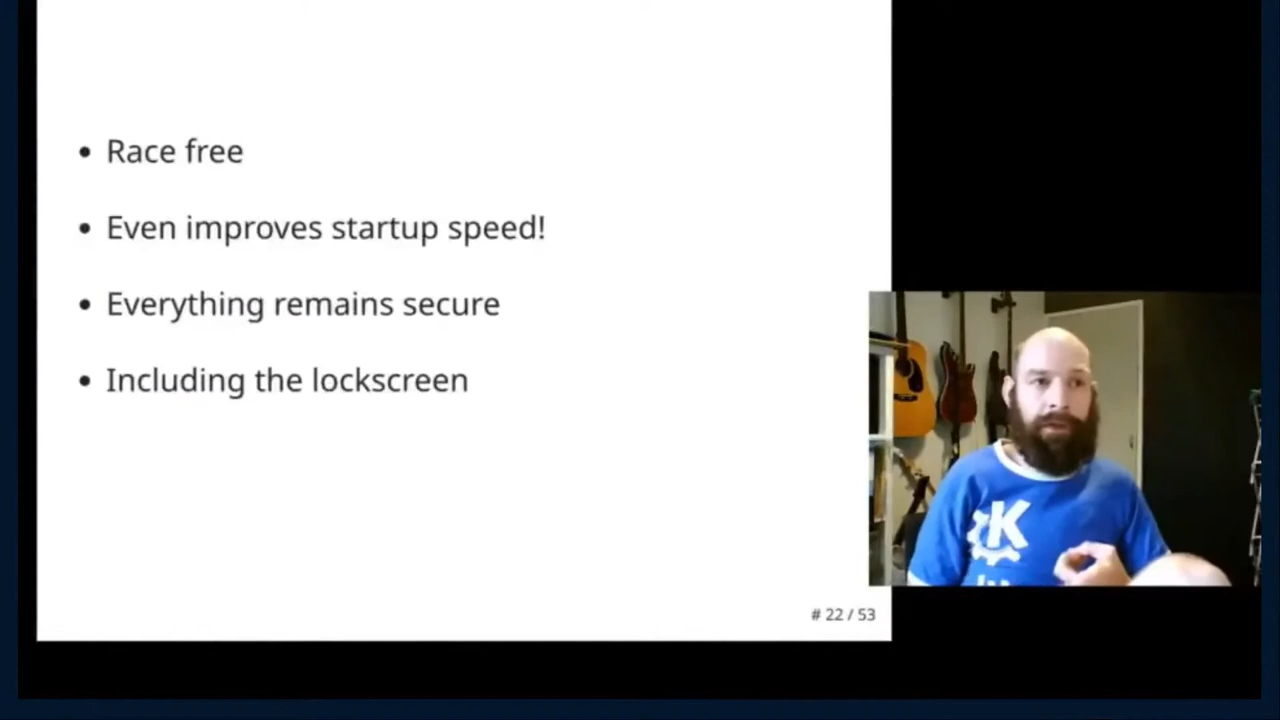 Race free
Even improves startup speed!
Everything remains secure
Including the lockscreen
# 22 / 53
K